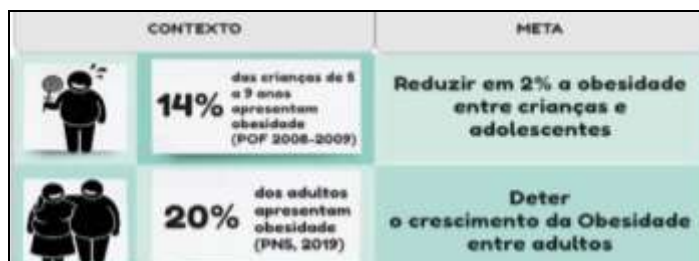 CONTEXTO
META
14%
das crianças de 5
a 9 anos
apresentam
obesidade
(POF 2008-2009)
Reduzir em 2% a obesidade
entre crianças e
adolescentes
20%
dos adultos
apresentam
obesidade
(PNS, 2019)
Deter
o crescimento da Obesidade
entre adultos